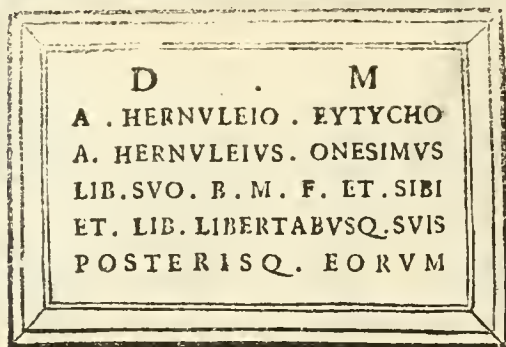 D . M
A . HERNVLEIO . EYTYCHO
A. HERNVLEIVS. ONESIMVS
LIB.SVO. B. M. F. ET.SIBI
ET. LIB. LIBERTABVSQ.SVIS
POSTERISQ. EORVM